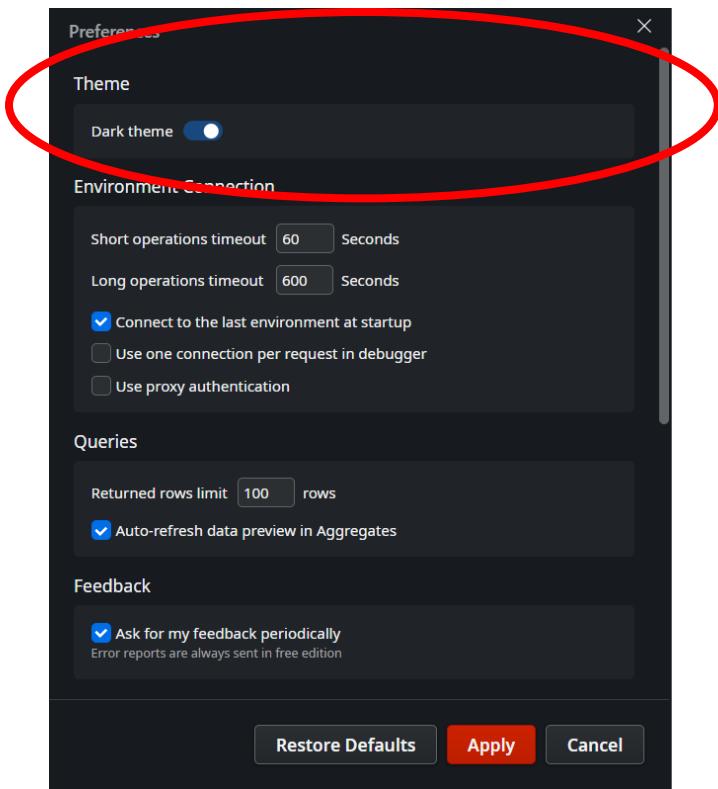 Preferences
Theme
Dark theme
Environment Connection
Short operations timeout 60 Seconds
Long operations timeout 600 Seconds
Connect to the last environment at startup
Use one connection per request in debugger
Use proxy authentication
Queries
Returned rows limit 100 rows
Auto-refresh data preview in Aggregates
Feedback
Ask for my feedback periodically
Error reports are always sent in free edition
Restore Defaults Apply Cancel